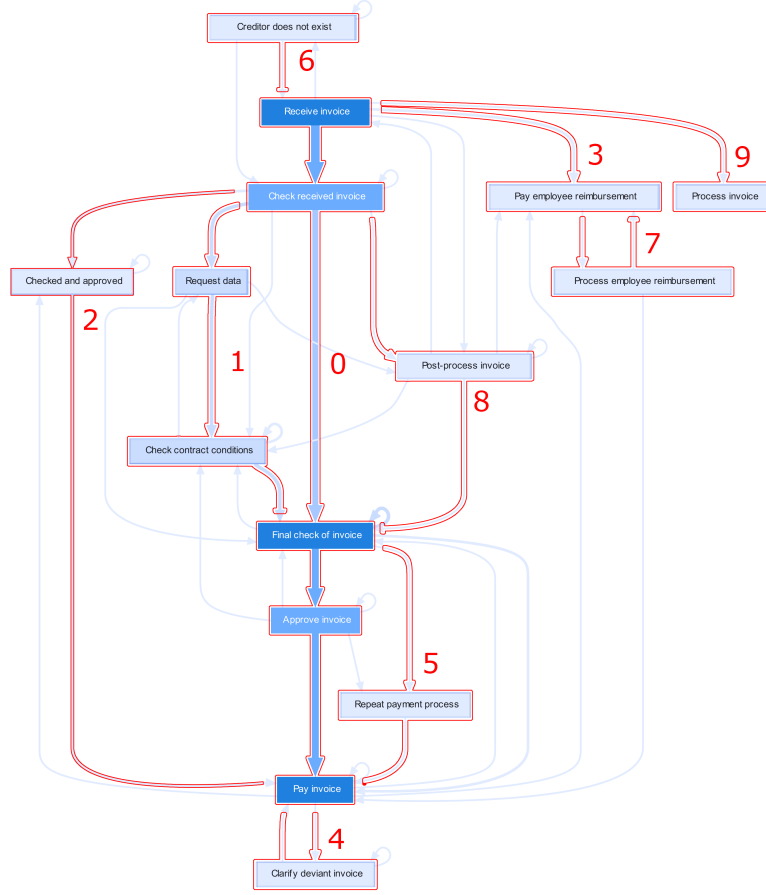 Creditor does not exist
6
Receive invoice
3
9
Check received invoice
Pay employee reimbursement
Process invoice
7
Checked and approved
Request data
Process employee reimbursement
2
1
0
Post-process invoice
8
Check contract conditions
Final check of invoice
Approve invoice
5
Repeat payment process
Pay invoice
4
Clarify deviant invoice